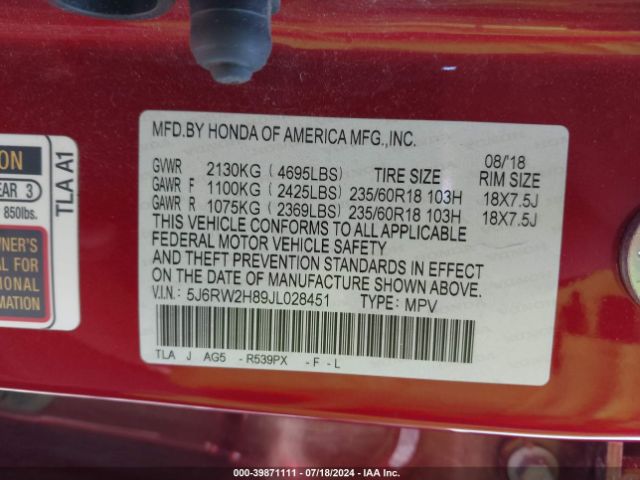 MFD.BY HONDA OF AMERICA MFG.,INC.
08/'18
GVWR 2130KG (4695LBS) TIRE SIZE RIM SIZE
GAWR F 1100KG (2425LBS) 235/60R18 103H 18X7.5J
GAWR R 1075KG (2369LBS) 235/60R18 103H 18X7.5J
THIS VEHICLE CONFORMS TO ALL APPLICABLE
FEDERAL MOTOR VEHICLE SAFETY
AND THEFT PREVENTION STANDARDS IN EFFECT
ON THE DATE OF MANUFACTURE SHOWN ABOVE.
V.I.N.: 5J6RW2H89JL028451 TYPE: MPV
TLA J AG5 - R539PX - F - L
TLA A1
ON
EAR 3
850lbs.
WNER'S
AL FOR
TIONAL
MATION
000-39871111 - 07/18/2024 - IAA Inc.